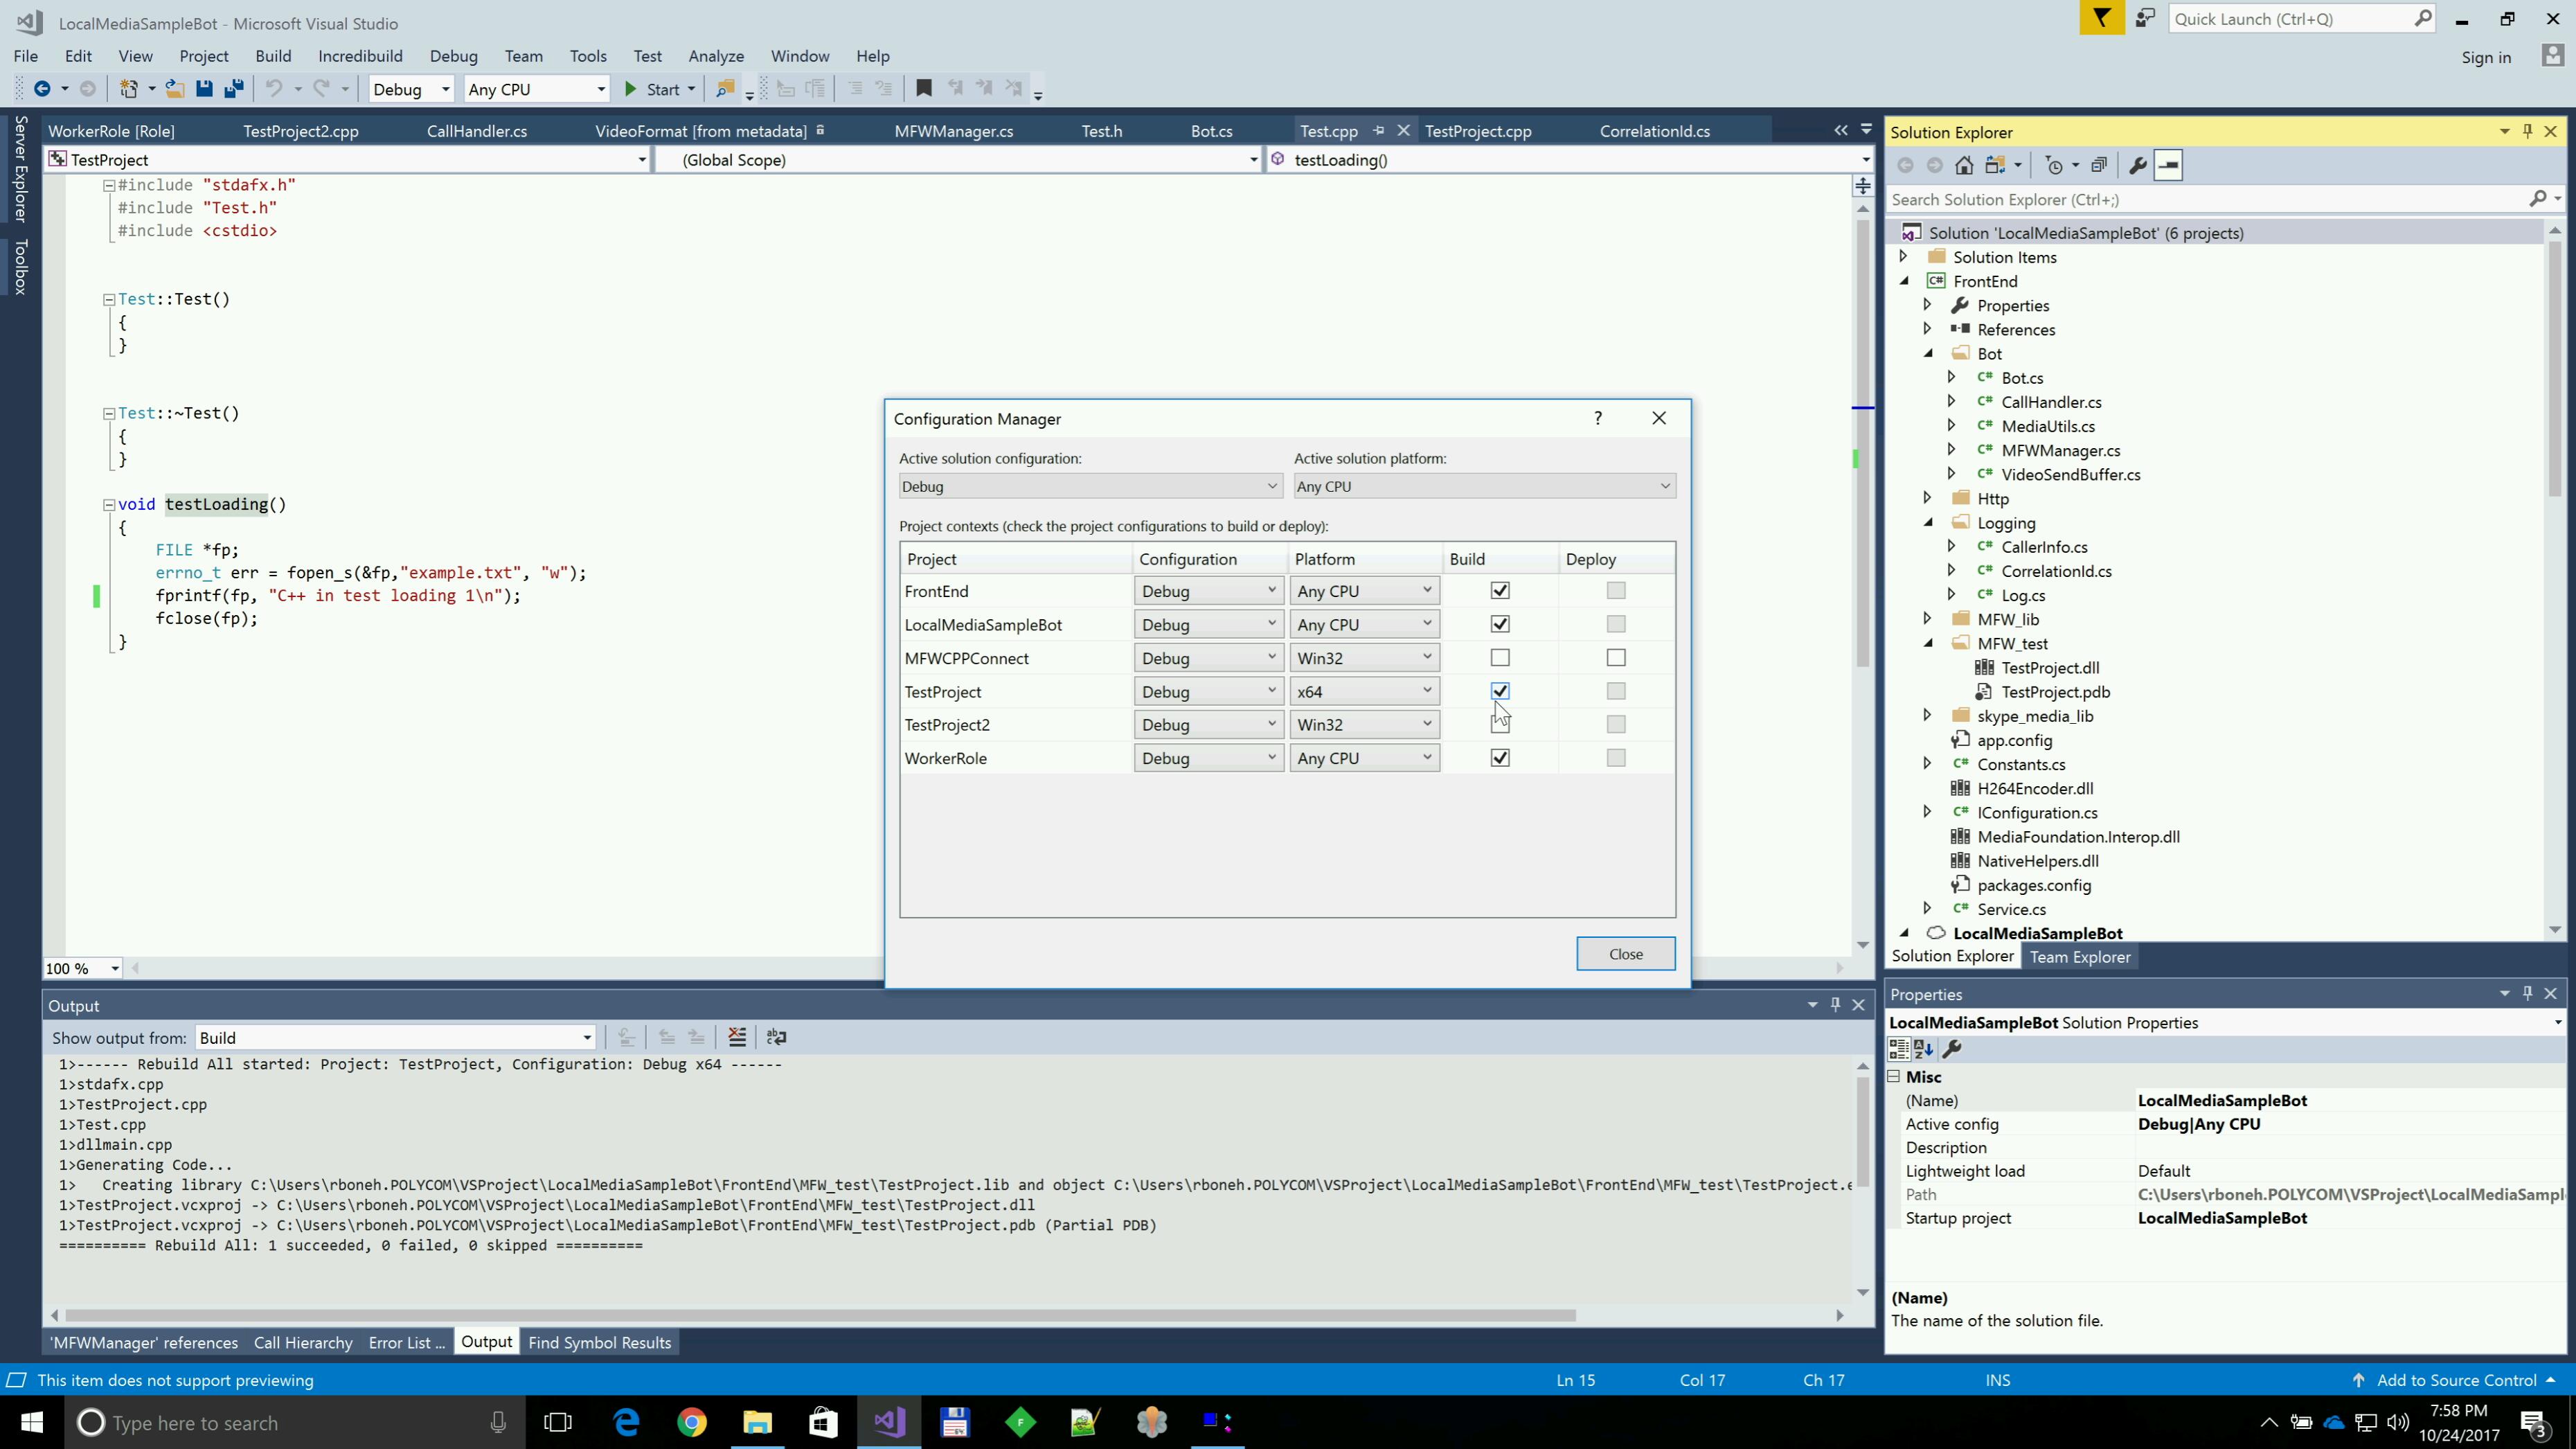 LocalMediaSampleBot - Microsoft Visual Studio
Quick Launch (Ctrl+Q)
File Edit View Project Build Incredibuild Debug Team Tools Test Analyze Window Help
Sign in
Debug Any CPU Start
Server Explorer
Toolbox
WorkerRole [Role] TestProject2.cpp CallHandler.cs VideoFormat [from metadata] MFWManager.cs Test.h Bot.cs Test.cpp TestProject.cpp CorrelationId.cs
TestProject (Global Scope) testLoading()
#include "stdafx.h"
#include "Test.h"
#include <cstdio>
Test::Test()
{
}
Test::~Test()
{
}
void testLoading()
{
FILE *fp;
errno_t err = fopen_s(&fp,"example.txt", "w");
fprintf(fp, "C++ in test loading 1\n");
fclose(fp);
}
100 %
Configuration Manager
?
Active solution configuration: Active solution platform:
Debug Any CPU
Project contexts (check the project configurations to build or deploy):
Project Configuration Platform Build Deploy
FrontEnd Debug Any CPU
LocalMediaSampleBot Debug Any CPU
MFWCPPConnect Debug Win32
TestProject Debug x64
TestProject2 Debug Win32
WorkerRole Debug Any CPU
Close
Solution Explorer
Search Solution Explorer (Ctrl+;)
Solution 'LocalMediaSampleBot' (6 projects)
Solution Items
C# FrontEnd
Properties
References
Bot
C# Bot.cs
C# CallHandler.cs
C# MediaUtils.cs
C# MFWManager.cs
C# VideoSendBuffer.cs
Http
Logging
C# CallerInfo.cs
C# CorrelationId.cs
C# Log.cs
MFW_lib
MFW_test
TestProject.dll
TestProject.pdb
skype_media_lib
app.config
C# Constants.cs
H264Encoder.dll
C# IConfiguration.cs
MediaFoundation.Interop.dll
NativeHelpers.dll
packages.config
C# Service.cs
LocalMediaSampleBot
Solution Explorer Team Explorer
Output
Show output from: Build
1>------ Rebuild All started: Project: TestProject, Configuration: Debug x64 ------
1>stdafx.cpp
1>TestProject.cpp
1>Test.cpp
1>dllmain.cpp
1>Generating Code...
1>   Creating library C:\Users\rboneh.POLYCOM\VSProject\LocalMediaSampleBot\FrontEnd\MFW_test\TestProject.lib and object C:\Users\rboneh.POLYCOM\VSProject\LocalMediaSampleBot\FrontEnd\MFW_test\TestProject.e
1>TestProject.vcxproj -> C:\Users\rboneh.POLYCOM\VSProject\LocalMediaSampleBot\FrontEnd\MFW_test\TestProject.dll
1>TestProject.vcxproj -> C:\Users\rboneh.POLYCOM\VSProject\LocalMediaSampleBot\FrontEnd\MFW_test\TestProject.pdb (Partial PDB)
========== Rebuild All: 1 succeeded, 0 failed, 0 skipped ==========
'MFWManager' references Call Hierarchy Error List ... Output Find Symbol Results
Properties
LocalMediaSampleBot Solution Properties
Misc
(Name) LocalMediaSampleBot
Active config Debug|Any CPU
Description
Lightweight load Default
Path C:\Users\rboneh.POLYCOM\VSProject\LocalMediaSampl
Startup project LocalMediaSampleBot
(Name)
The name of the solution file.
This item does not support previewing Ln 15 Col 17 Ch 17 INS Add to Source Control
Type here to search
7:58 PM
10/24/2017
3